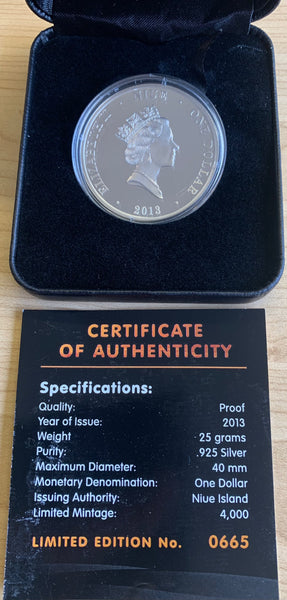 ELIZABETH II NIUE ONE DOLLAR
2013
CERTIFICATE
OF AUTHENTICITY
Specifications:
Quality: Proof
Year of Issue: 2013
Weight 25 grams
Purity: .925 Silver
Maximum Diameter: 40 mm
Monetary Denomination: One Dollar
Issuing Authority: Niue Island
Limited Mintage: 4,000
LIMITED EDITION No. 0665